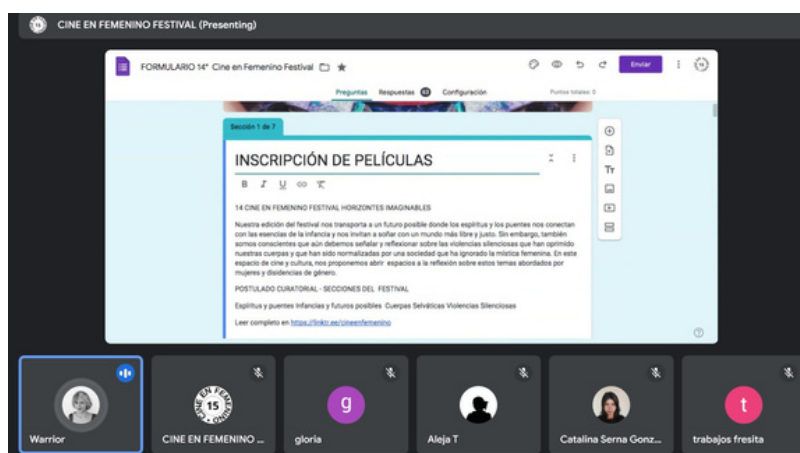 CINE EN FEMENINO FESTIVAL (Presenting)
FORMULARIO 14° Cine en Femenino Festival
Enviar
Preguntas Respuestas 63 Configuración
Puntos totales: 0
Sección 1 de 7
INSCRIPCIÓN DE PELÍCULAS
B I U
Tт
14 CINE EN FEMENINO FESTIVAL HORIZONTES IMAGINABLES
Nuestra edición del festival nos transporta a un futuro posible donde los espíritus y los puentes nos conectan
con las esencias de la infancia y nos invitan a soñar con un mundo más libre y justo. Sin embargo, también
somos conscientes que aún debemos señalar y reflexionar sobre las violencias silenciosas que han oprimido
nuestras cuerpas y que han sido normalizadas por una sociedad que ha ignorado la mística femenina. En este
espacio de cine y cultura, nos proponemos abrir espacios a la reflexión sobre estos temas abordados por
mujeres y disidencias de género.
POSTULADO CURATORIAL - SECCIONES DEL FESTIVAL
Espíritus y puentes Infancias y futuros posibles Cuerpas Selváticas Violencias Silenciosas
Leer completo en https://linktr.ee/cineenfemenino
Warrior
CINE EN FEMENINO
15
CINE EN FEMENINO ...
g
gloria
Aleja T
Catalina Serna Gonz...
t
trabajos fresita